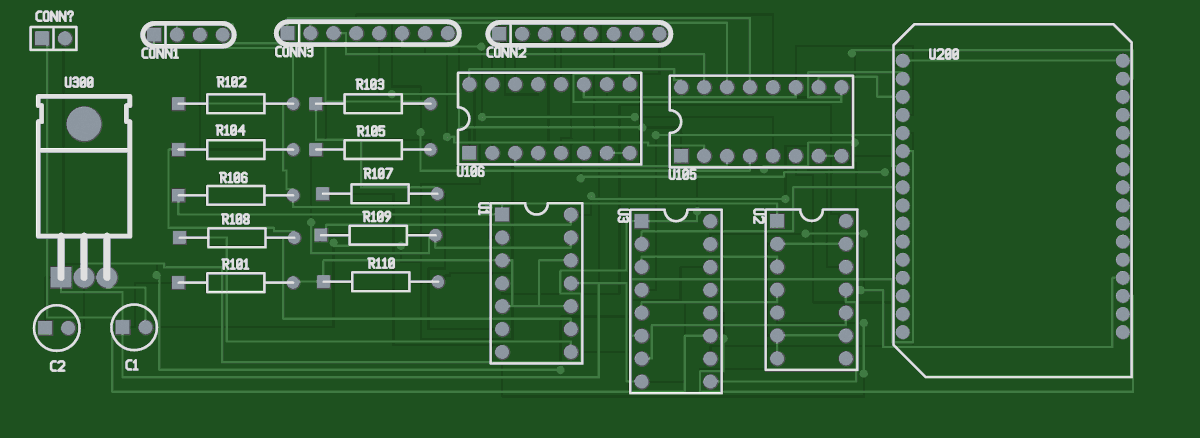 CONN?
CONN1
CONN3
CONN2
U200
U300
R102
R103
R104
R105
U106
U105
R106
R107
R108
R109
R101
R110
U1
U3
U2
C2
C1